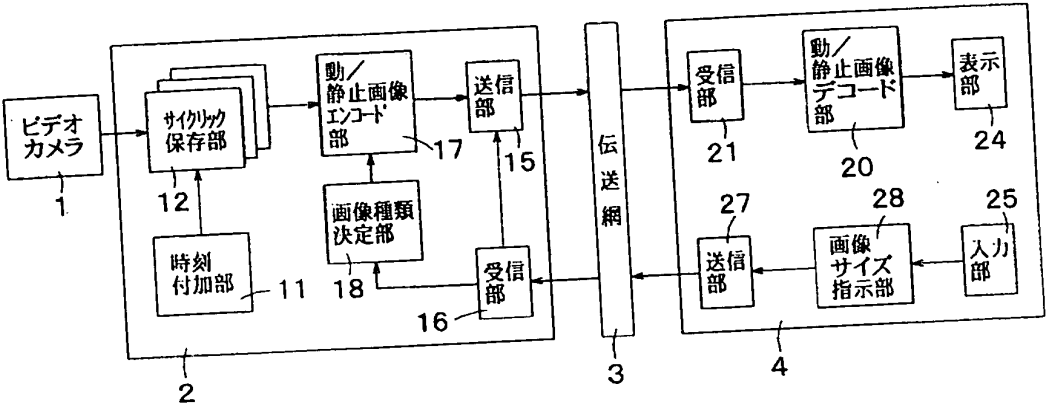 ビデオ
カメラ
1
サイクリック
保存部
12
時刻
付加部
11
動/
静止画像
エンコード
部
17
画像種類
決定部
18
送信
部
15
受信
部
16
2
伝送網
3
受信
部
21
動/
静止画像
デコード
部
20
表示
部
24
27
送信
部
28
画像
サイズ
指示部
25
入力
部
4